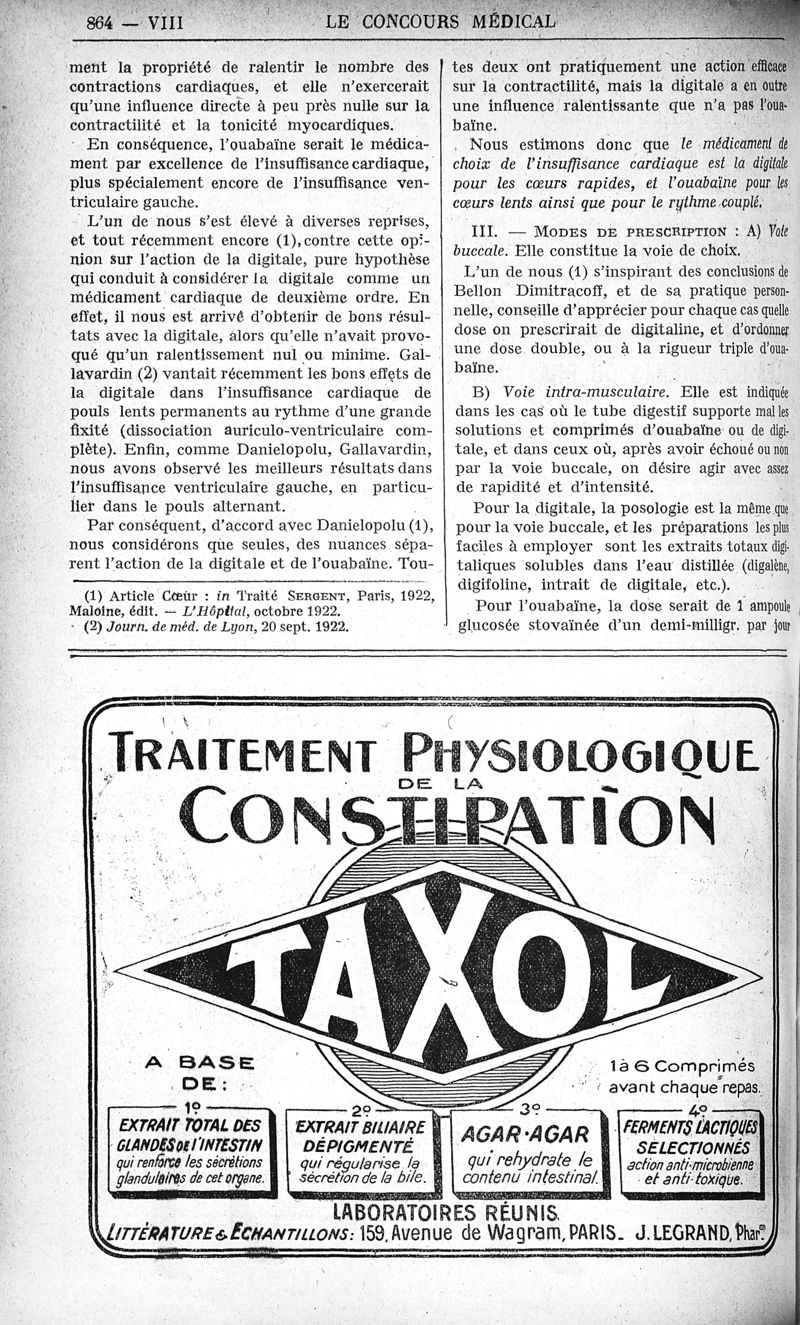 864 — VIII
LE CONCOURS MÉDICAL
ment la propriété de ralentir le nombre des
contractions cardiaques, et elle n'exercerait
qu'une influence directe à peu près nulle sur la
contractilité et la tonicité myocardiques.
En conséquence, l'ouabaïne serait le médica-
ment par excellence de l'insuffisance cardiaque,
plus spécialement encore de l'insuffisance ven-
triculaire gauche.
L'un de nous s'est élevé à diverses reprises,
et tout récemment encore (1), contre cette opi-
nion sur l'action de la digitale, pure hypothèse
qui conduit à considérer la digitale comme un
médicament cardiaque de deuxième ordre. En
effet, il nous est arrivé d'obtenir de bons résul-
tats avec la digitale, alors qu'elle n'avait provo-
qué qu'un ralentissement nul ou minime. Gal-
lavardin (2) vantait récemment les bons effets de
la digitale dans l'insuffisance cardiaque de
pouls lents permanents au rythme d'une grande
fixité (dissociation auriculo-ventriculaire com-
plète). Enfin, comme Danielopolu, Gallavardin,
nous avons observé les meilleurs résultats dans
l'insuffisance ventriculaire gauche, en particu-
lier dans le pouls alternant.
Par conséquent, d'accord avec Danielopolu (1),
nous considérons que seules, des nuances sépa-
rent l'action de la digitale et de l'ouabaïne. Tou-
(1) Article Cœur : in Traité SERGENT, Paris, 1922,
Maloine, édit. — L'Hôpital, octobre 1922.
(2) Journ. de méd. de Lyon, 20 sept. 1922.
tes deux ont pratiquement une action efficace
sur la contractilité, mais la digitale a en outre
une influence ralentissante que n'a pas l'oua-
baïne.
Nous estimons donc que le médicament de
choix de l'insuffisance cardiaque est la digitale
pour les cœurs rapides, et l'ouabaïne pour les
cœurs lents ainsi que pour le rythme couplé.
III. — MODES DE PRESCRIPTION : A) Voie
buccale. Elle constitue la voie de choix.
L'un de nous (1) s'inspirant des conclusions de
Bellon Dimitracoff, et de sa pratique person-
nelle, conseille d'apprécier pour chaque cas quelle
dose on prescrirait de digitaline, et d'ordonner
une dose double, ou à la rigueur triple d'oua-
baïne.
B) Voie intra-musculaire. Elle est indiquée
dans les cas où le tube digestif supporte mal les
solutions et comprimés d'ouabaïne ou de digi-
tale, et dans ceux où, après avoir échoué ou non
par la voie buccale, on désire agir avec assez
de rapidité et d'intensité.
Pour la digitale, la posologie est la même que
pour la voie buccale, et les préparations les plus
faciles à employer sont les extraits totaux digi-
taliques solubles dans l'eau distillée (digalène,
digifoline, intrait de digitale, etc.).
Pour l'ouabaïne, la dose serait de 1 ampoule
glucosée stovaïnée d'un demi-milligr. par jour
TRAITEMENT PHYSIOLOGIQUE
DE LA
CONSTIPATION
TAXOL
A BASE
DE:
1 à 6 Comprimés
avant chaque repas.
1º
EXTRAIT TOTAL DES
GLANDES DE L'INTESTIN
qui renforce les sécrétions
glandulaires de cet organe.
2º
EXTRAIT BILIAIRE
DÉPIGMENTÉ
qui régularise la
sécrétion de la bile.
3º
AGAR-AGAR
qui rehydrate le
contenu intestinal.
4º
FERMENTS LACTIQUES
SÉLECTIONNÉS
action anti-microbienne
et anti-toxique.
LABORATOIRES RÉUNIS.
LITTÉRATURE & ECHANTILLONS: 159, Avenue de Wagram, PARIS_ J. LEGRAND, Pharⁿ.